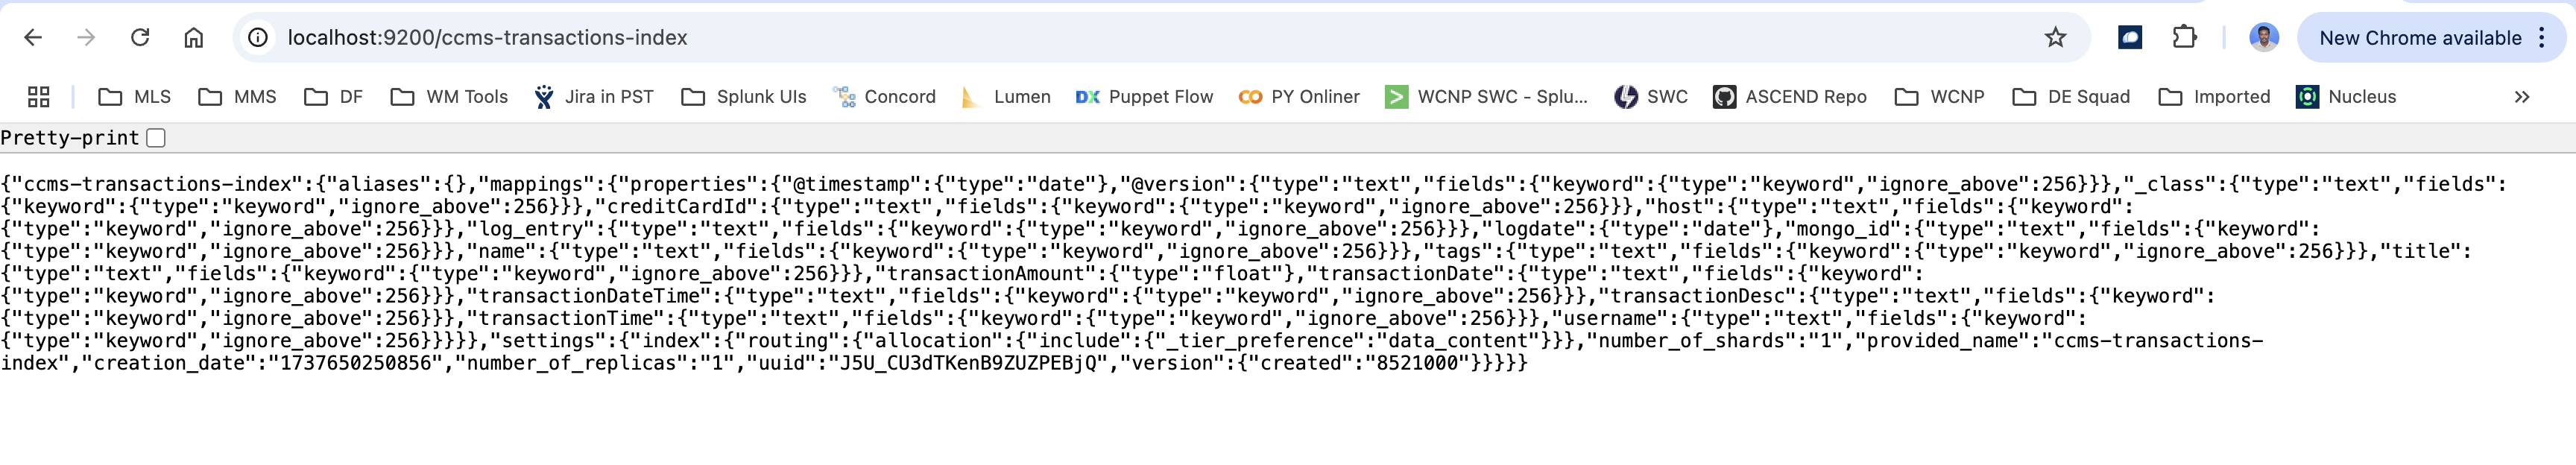 localhost:9200/ccms-transactions-index
New Chrome available
MLS MMS DF WM Tools Jira in PST Splunk UIs Concord Lumen DX Puppet Flow PY Onliner WCNP SWC - Splu... SWC ASCEND Repo WCNP DE Squad Imported Nucleus
Pretty-print
{"ccms-transactions-index":{"aliases":{},"mappings":{"properties":{"@timestamp":{"type":"date"},"@version":{"type":"text","fields":{"keyword":{"type":"keyword","ignore_above":256}}},"_class":{"type":"text","fields":
{"keyword":{"type":"keyword","ignore_above":256}}},"creditCardId":{"type":"text","fields":{"keyword":{"type":"keyword","ignore_above":256}}},"host":{"type":"text","fields":{"keyword":
{"type":"keyword","ignore_above":256}}},"log_entry":{"type":"text","fields":{"keyword":{"type":"keyword","ignore_above":256}}},"logdate":{"type":"date"},"mongo_id":{"type":"text","fields":{"keyword":
{"type":"keyword","ignore_above":256}}},"name":{"type":"text","fields":{"keyword":{"type":"keyword","ignore_above":256}}},"tags":{"type":"text","fields":{"keyword":{"type":"keyword","ignore_above":256}}},"title":
{"type":"text","fields":{"keyword":{"type":"keyword","ignore_above":256}}},"transactionAmount":{"type":"float"},"transactionDate":{"type":"text","fields":{"keyword":
{"type":"keyword","ignore_above":256}}},"transactionDateTime":{"type":"text","fields":{"keyword":{"type":"keyword","ignore_above":256}}},"transactionDesc":{"type":"text","fields":{"keyword":
{"type":"keyword","ignore_above":256}}},"transactionTime":{"type":"text","fields":{"keyword":{"type":"keyword","ignore_above":256}}},"username":{"type":"text","fields":{"keyword":
{"type":"keyword","ignore_above":256}}}}},"settings":{"index":{"routing":{"allocation":{"include":{"_tier_preference":"data_content"}}},"number_of_shards":"1","provided_name":"ccms-transactions-
index","creation_date":"1737650250856","number_of_replicas":"1","uuid":"J5U_CU3dTKenB9ZUZPEBjQ","version":{"created":"8521000"}}}}}